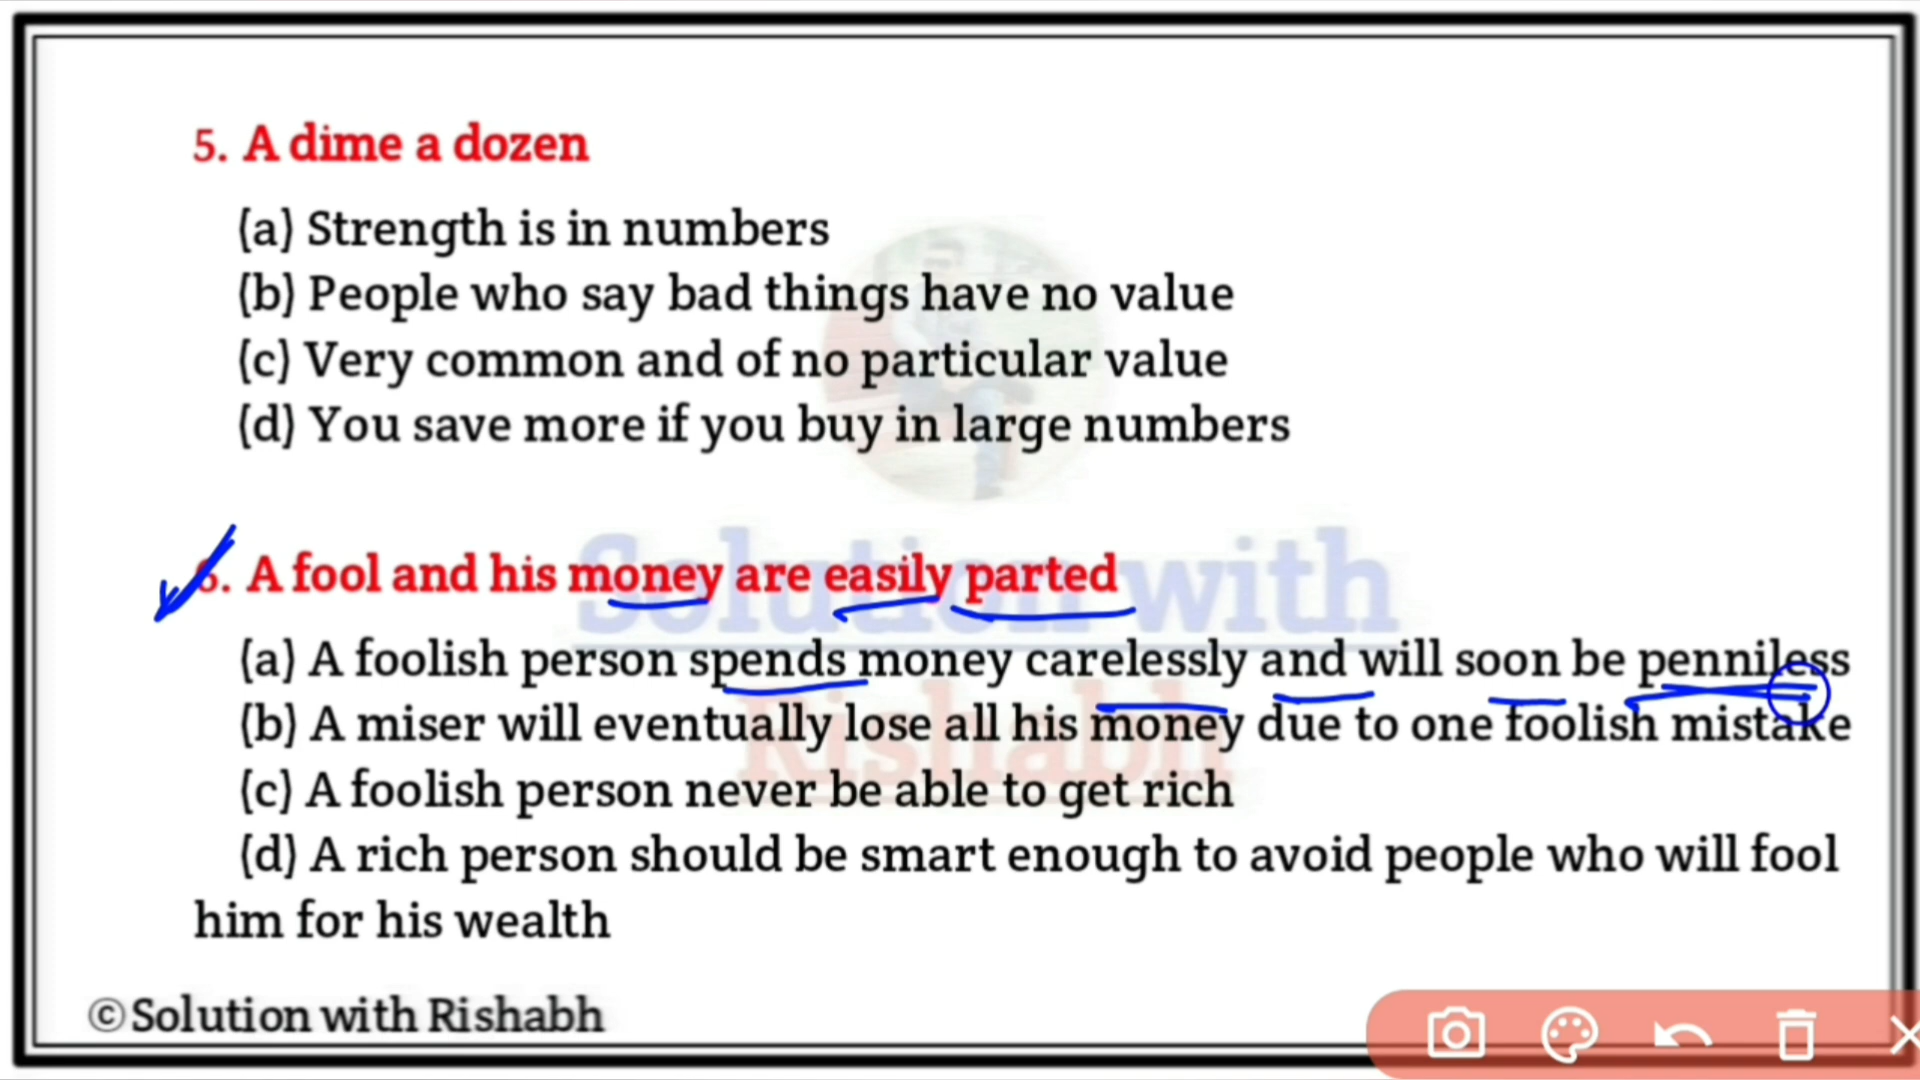 5. A dime a dozen
(a) Strength is in numbers
(b) People who say bad things have no value
(c) Very common and of no particular value
(d) You save more if you buy in large numbers
6. A fool and his money are easily parted
(a) A foolish person spends money carelessly and will soon be penniless
(b) A miser will eventually lose all his money due to one foolish mistake
(c) A foolish person never be able to get rich
(d) A rich person should be smart enough to avoid people who will fool
him for his wealth
Solution with
Rishabh
©Solution with Rishabh